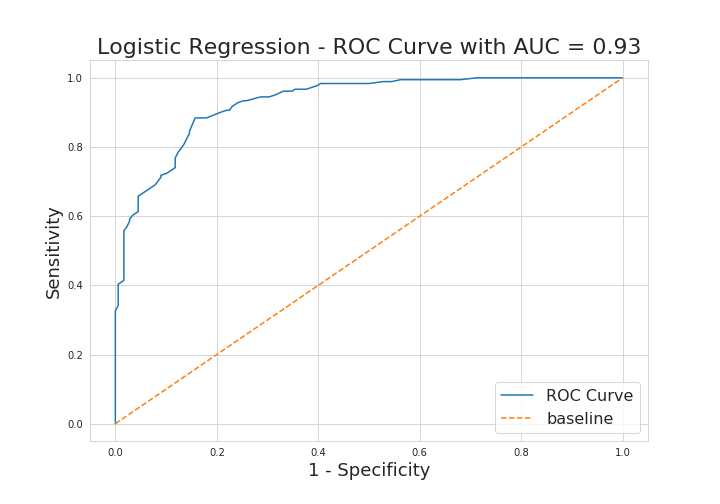 Logistic Regression - ROC Curve with AUC = 0.93
Sensitivity
1.0
0.8
0.6
0.4
0.2
0.0
0.0 0.2 0.4 0.6 0.8 1.0
1 - Specificity
ROC Curve
baseline